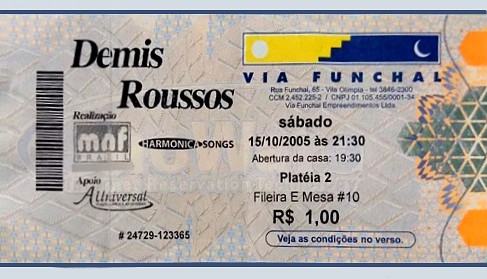 Demis
Roussos
VIA FUNCHAL
Rua Funchal, 65 - Vila Olímpia - tel 3846-2300
CCM 2.452.225-2 / CNPJ 01.105.455/0001-34
Via Funchal Empreendimentos Ltda.
Realização
mnf
BRASIL
HARMONICA SONGS
sábado
15/10/2005 às 21:30
Abertura da casa: 19:30
Platéia 2
Fileira E Mesa #10
R$ 1,00
Apoio
Allniversal
# 24729-123365
Veja as condições no verso.